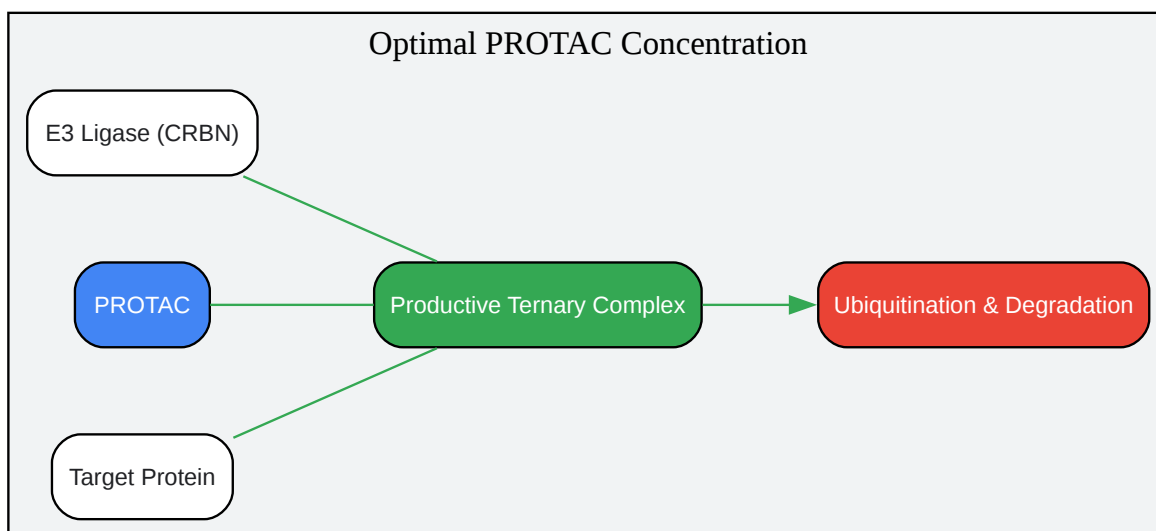 Optimal PROTAC Concentration
E3 Ligase (CRBN)
PROTAC
Productive Ternary Complex
Ubiquitination & Degradation
Target Protein